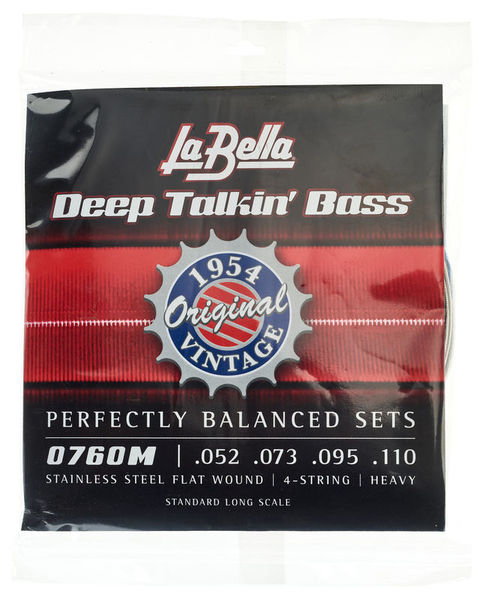 La Bella
Deep Talkin' Bass
1954
Original
VINTAGE
PERFECTLY BALANCED SETS
0760M | .052 .073 .095 .110
STAINLESS STEEL FLAT WOUND | 4-STRING | HEAVY
STANDARD LONG SCALE